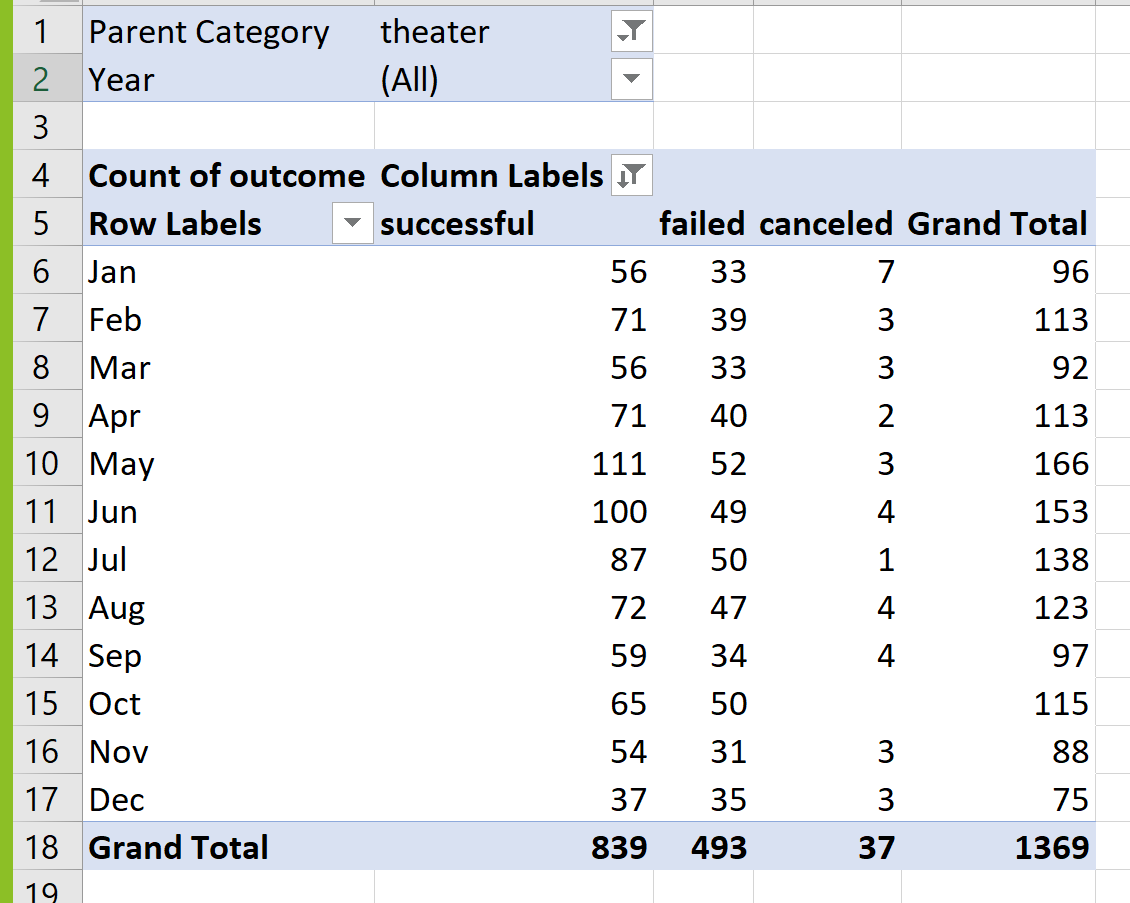 1 Parent Category theater
2 Year (All)
3
4 Count of outcome Column Labels
5 Row Labels successful failed canceled Grand Total
6 Jan 56 33 7 96
7 Feb 71 39 3 113
8 Mar 56 33 3 92
9 Apr 71 40 2 113
10 May 111 52 3 166
11 Jun 100 49 4 153
12 Jul 87 50 1 138
13 Aug 72 47 4 123
14 Sep 59 34 4 97
15 Oct 65 50 115
16 Nov 54 31 3 88
17 Dec 37 35 3 75
18 Grand Total 839 493 37 1369
19